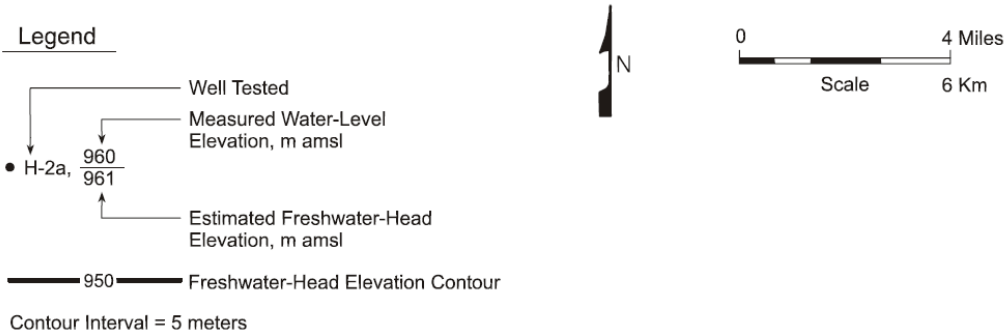 Legend
0 4 Miles
N
Scale 6 Km
Well Tested
Measured Water-Level
Elevation, m amsl
H-2a, 960
961
Estimated Freshwater-Head
Elevation, m amsl
950 Freshwater-Head Elevation Contour
Contour Interval = 5 meters